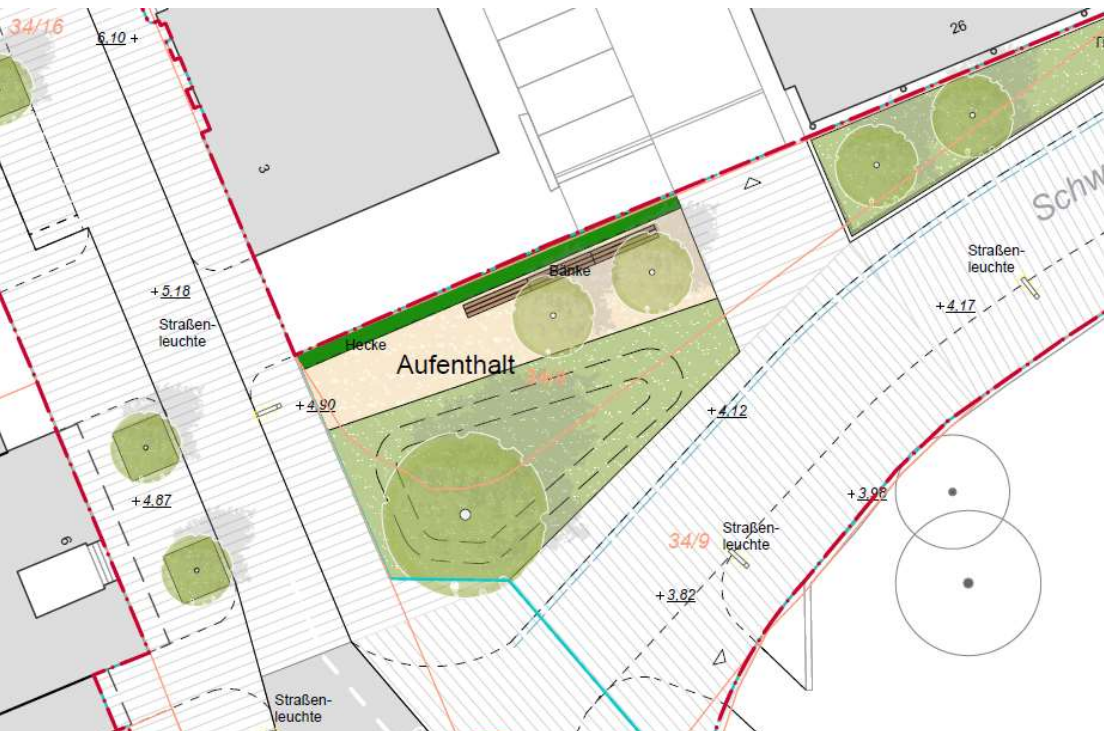 34/16
6,10 +
26
3
Schw
Straßen-
leuchte
+5,18
Straßen-
leuchte
Bänke
+4,17
Hecke
Aufenthalt
+4,90
+4,12
+4,87
+3,98
34/9
Straßen-
leuchte
6
+3,82
Straßen-
leuchte